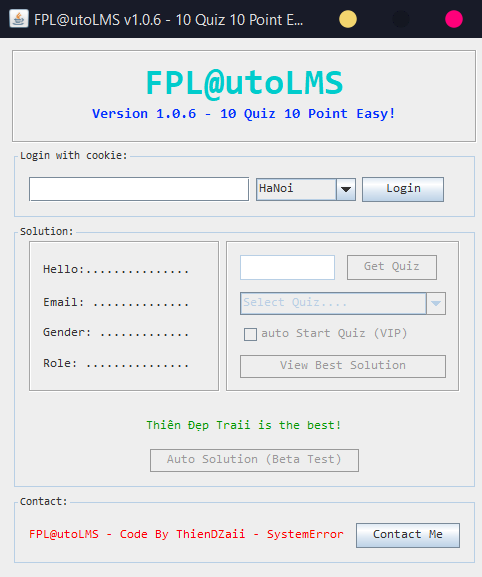 FPL@utoLMS v1.0.6 - 10 Quiz 10 Point E...
FPL@utoLMS
Version 1.0.6 - 10 Quiz 10 Point Easy!
Login with cookie:
HaNoi
Login
Solution:
Hello:...............
Email: ..............
Gender: .............
Role: ...............
Get Quiz
Select Quiz....
auto Start Quiz (VIP)
View Best Solution
Thiên Đẹp Traii is the best!
Auto Solution (Beta Test)
Contact:
FPL@utoLMS - Code By ThienDZaii - SystemError
Contact Me